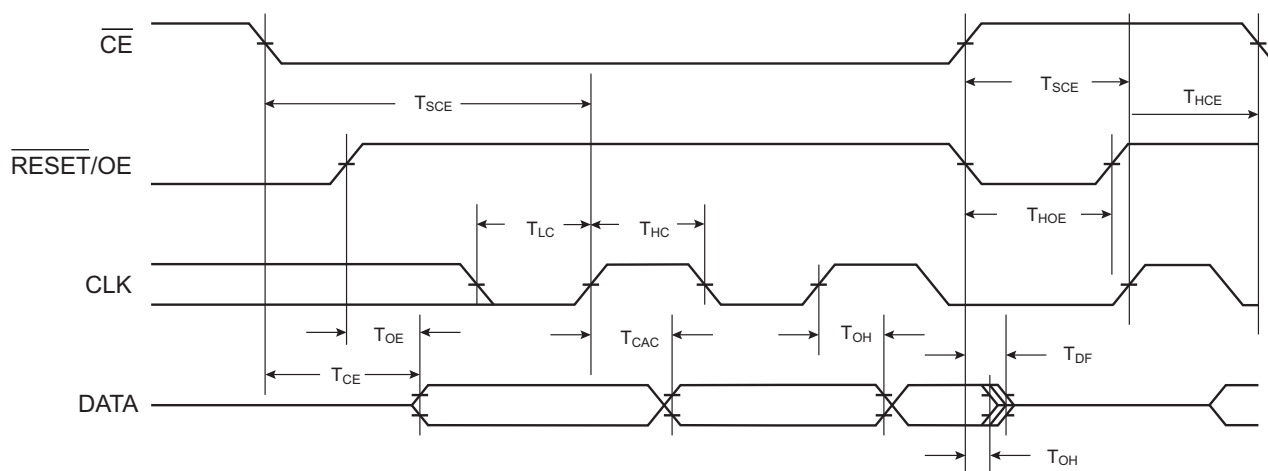 CE
TSCE
TSCE
THCE
RESET/OE
TLC
THC
THOE
CLK
TOE
TCAC
TOH
TDF
TCE
DATA
TOH